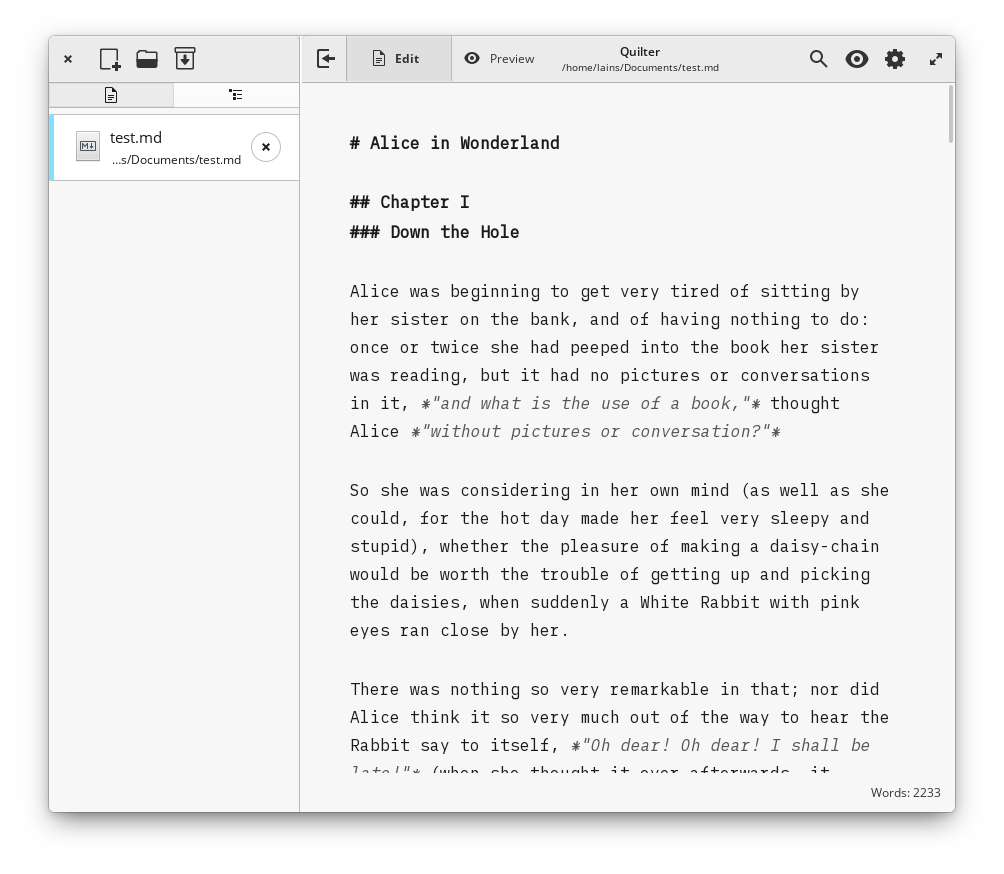 Edit
Preview
Quilter
/home/lains/Documents/test.md
test.md
...s/Documents/test.md
# Alice in Wonderland
## Chapter I
### Down the Hole
Alice was beginning to get very tired of sitting by
her sister on the bank, and of having nothing to do:
once or twice she had peeped into the book her sister
was reading, but it had no pictures or conversations
in it, *"and what is the use of a book,"* thought
Alice *"without pictures or conversation?"*
So she was considering in her own mind (as well as she
could, for the hot day made her feel very sleepy and
stupid), whether the pleasure of making a daisy-chain
would be worth the trouble of getting up and picking
the daisies, when suddenly a White Rabbit with pink
eyes ran close by her.
There was nothing so very remarkable in that; nor did
Alice think it so very much out of the way to hear the
Rabbit say to itself, *"Oh dear! Oh dear! I shall be
late!"* (when she thought it over afterwards, it
Words: 2233